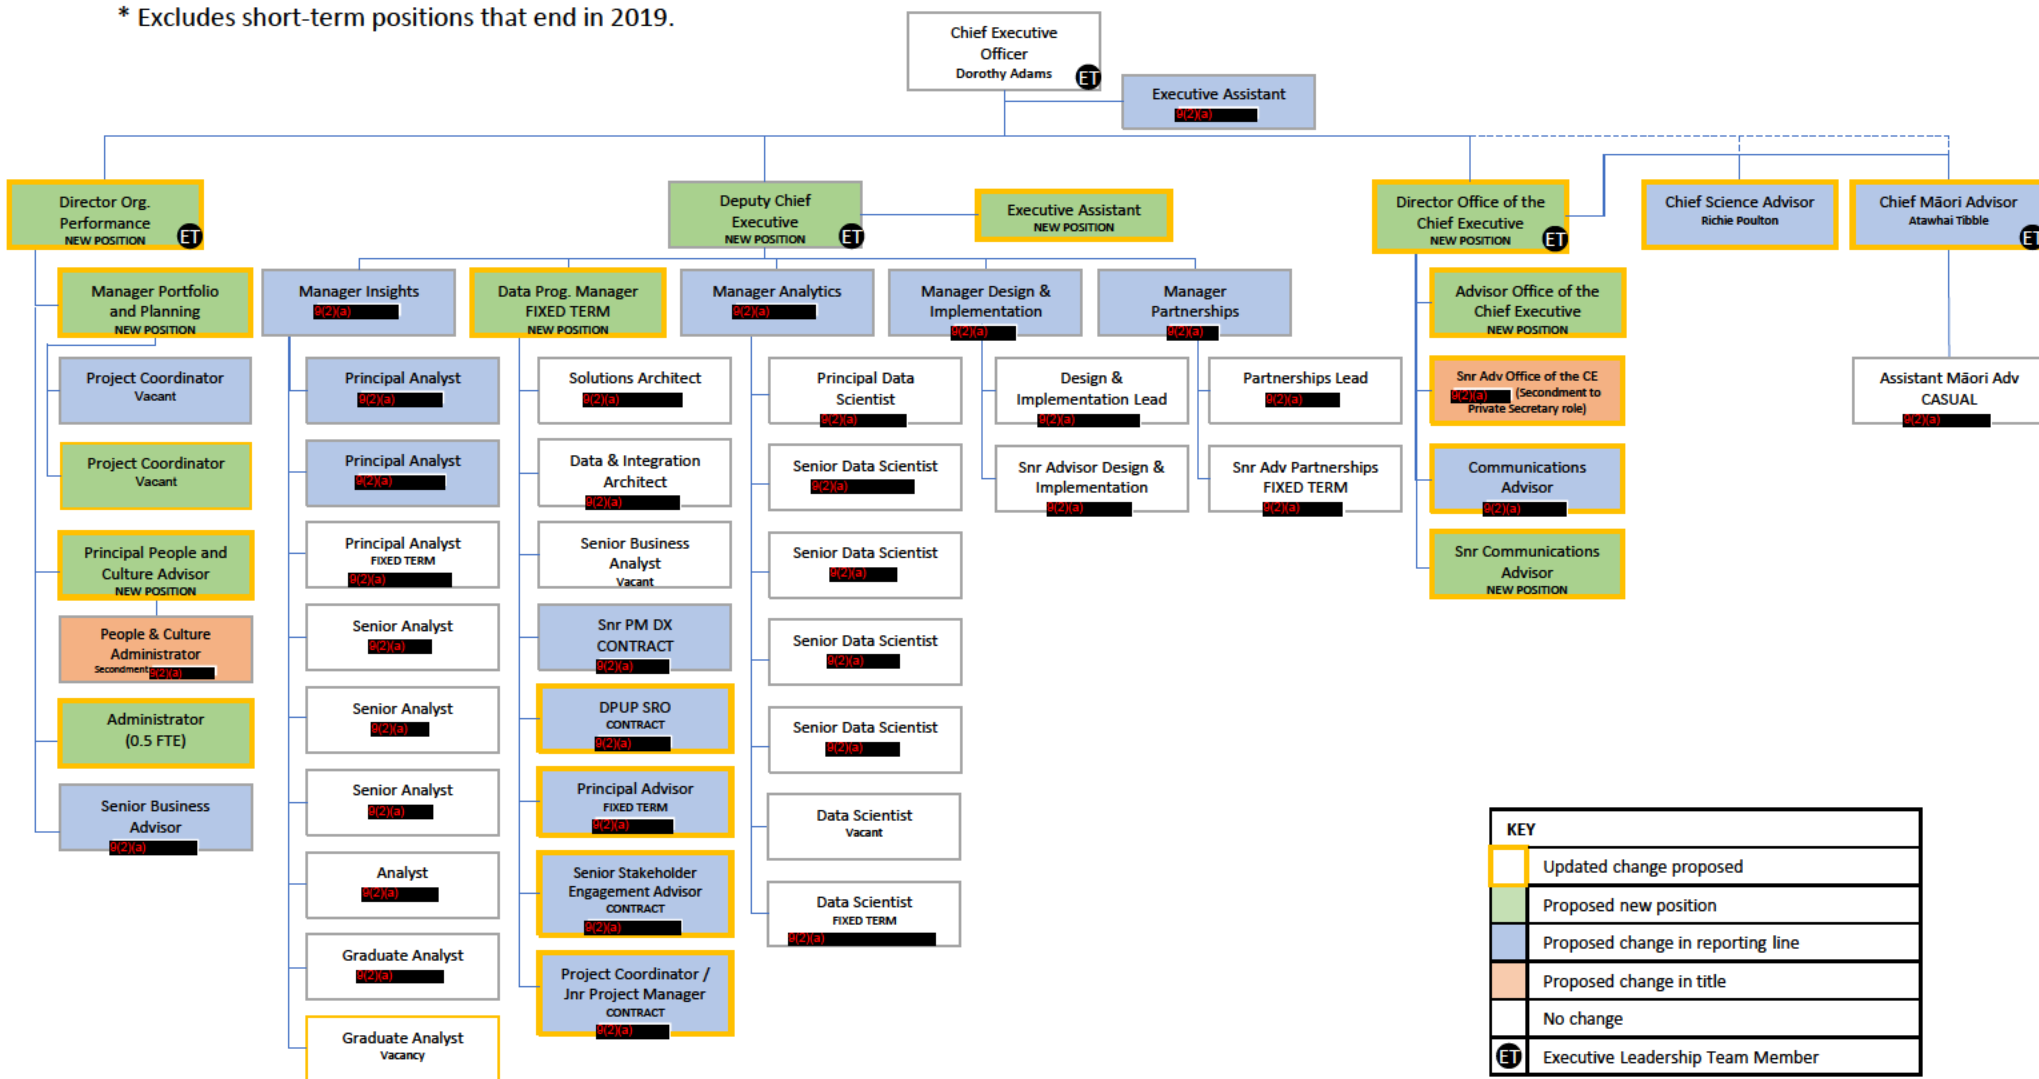 * Excludes short-term positions that end in 2019.
Chief Executive
Officer
Dorothy Adams
ET
Executive Assistant
9(2)(a)
Director Org.
Performance
NEW POSITION
ET
Deputy Chief
Executive
NEW POSITION
ET
Executive Assistant
NEW POSITION
Director Office of the
Chief Executive
NEW POSITION
ET
Chief Science Advisor
Richie Poulton
Chief Māori Advisor
Atawhai Tibble
ET
Manager Portfolio
and Planning
NEW POSITION
Project Coordinator
Vacant
Project Coordinator
Vacant
Principal People and
Culture Advisor
NEW POSITION
People & Culture
Administrator
Secondment 9(2)(a)
Administrator
(0.5 FTE)
Senior Business
Advisor
9(2)(a)
Manager Insights
9(2)(a)
Principal Analyst
9(2)(a)
Principal Analyst
9(2)(a)
Principal Analyst
FIXED TERM
9(2)(a)
Senior Analyst
9(2)(a)
Senior Analyst
9(2)(a)
Senior Analyst
9(2)(a)
Analyst
9(2)(a)
Graduate Analyst
9(2)(a)
Graduate Analyst
Vacancy
Data Prog. Manager
FIXED TERM
NEW POSITION
Solutions Architect
9(2)(a)
Data & Integration
Architect
9(2)(a)
Senior Business
Analyst
Vacant
Snr PM DX
CONTRACT
9(2)(a)
DPUP SRO
CONTRACT
9(2)(a)
Principal Advisor
FIXED TERM
9(2)(a)
Senior Stakeholder
Engagement Advisor
CONTRACT
9(2)(a)
Project Coordinator /
Jnr Project Manager
CONTRACT
9(2)(a)
Manager Analytics
9(2)(a)
Principal Data
Scientist
9(2)(a)
Senior Data Scientist
9(2)(a)
Senior Data Scientist
9(2)(a)
Senior Data Scientist
9(2)(a)
Senior Data Scientist
9(2)(a)
Data Scientist
Vacant
Data Scientist
FIXED TERM
9(2)(a)
Manager Design &
Implementation
9(2)(a)
Design &
Implementation Lead
9(2)(a)
Snr Advisor Design &
Implementation
9(2)(a)
Manager
Partnerships
9(2)(a)
Partnerships Lead
9(2)(a)
Snr Adv Partnerships
FIXED TERM
9(2)(a)
Advisor Office of the
Chief Executive
NEW POSITION
Snr Adv Office of the CE
9(2)(a) (Secondment to
Private Secretary role)
Communications
Advisor
9(2)(a)
Snr Communications
Advisor
NEW POSITION
Assistant Māori Adv
CASUAL
9(2)(a)
KEY
Updated change proposed
Proposed new position
Proposed change in reporting line
Proposed change in title
No change
ET Executive Leadership Team Member